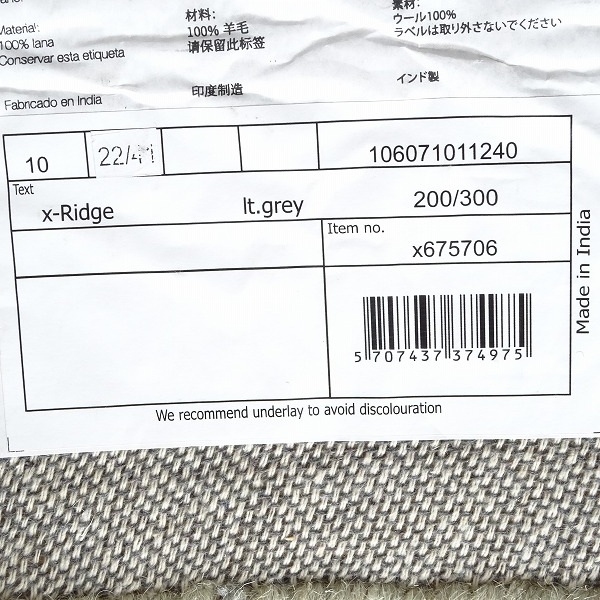 Material:
100% lana
Conservar esta etiqueta
Fabricado en India
材料:
100% 羊毛
请保留此标签
印度制造
素材:
ウール100%
ラベルは取り外さないでください
インド製
10
22/41
106071011240
Text
x-Ridge
lt.grey
200/300
Item no.
x675706
5 707437 374975
Made in India
We recommend underlay to avoid discolouration